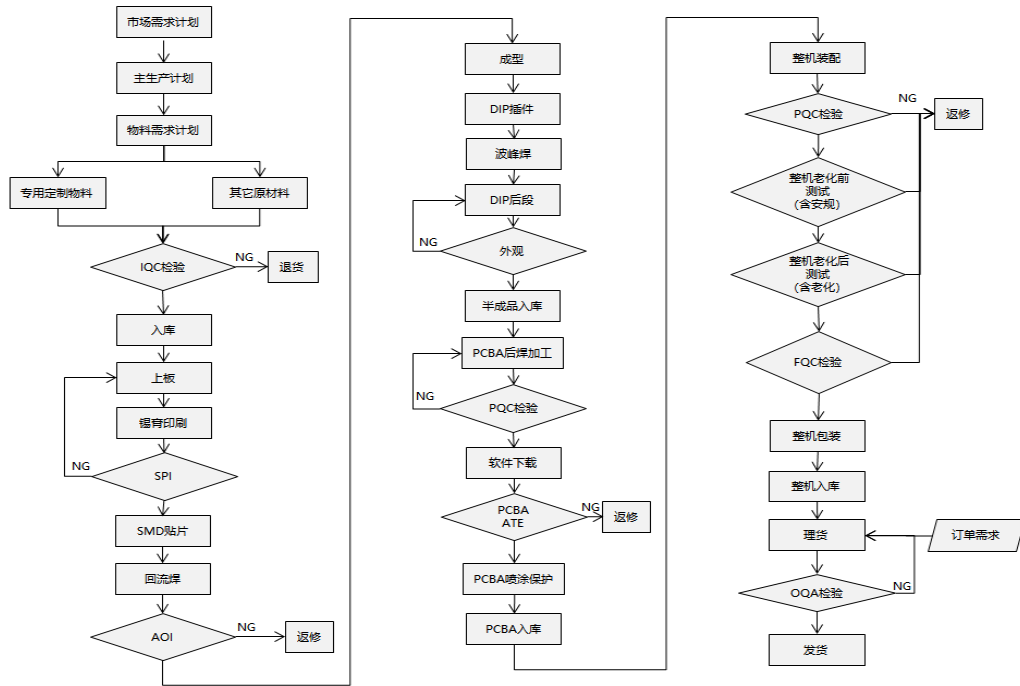 市场需求计划
主生产计划
物料需求计划
专用定制物料
其它原材料
IQC检验
NG
退货
入库
上板
锡膏印刷
NG
SPI
SMD贴片
回流焊
AOI
NG
返修
成型
DIP插件
波峰焊
DIP后段
NG
外观
半成品入库
PCBA后焊加工
NG
PQC检验
软件下载
PCBA
ATE
NG
返修
PCBA喷涂保护
PCBA入库
整机装配
PQC检验
NG
返修
整机老化前
测试
(含安规)
整机老化后
测试
(含老化)
FQC检验
整机包装
整机入库
理货
订单需求
OQA检验
NG
发货